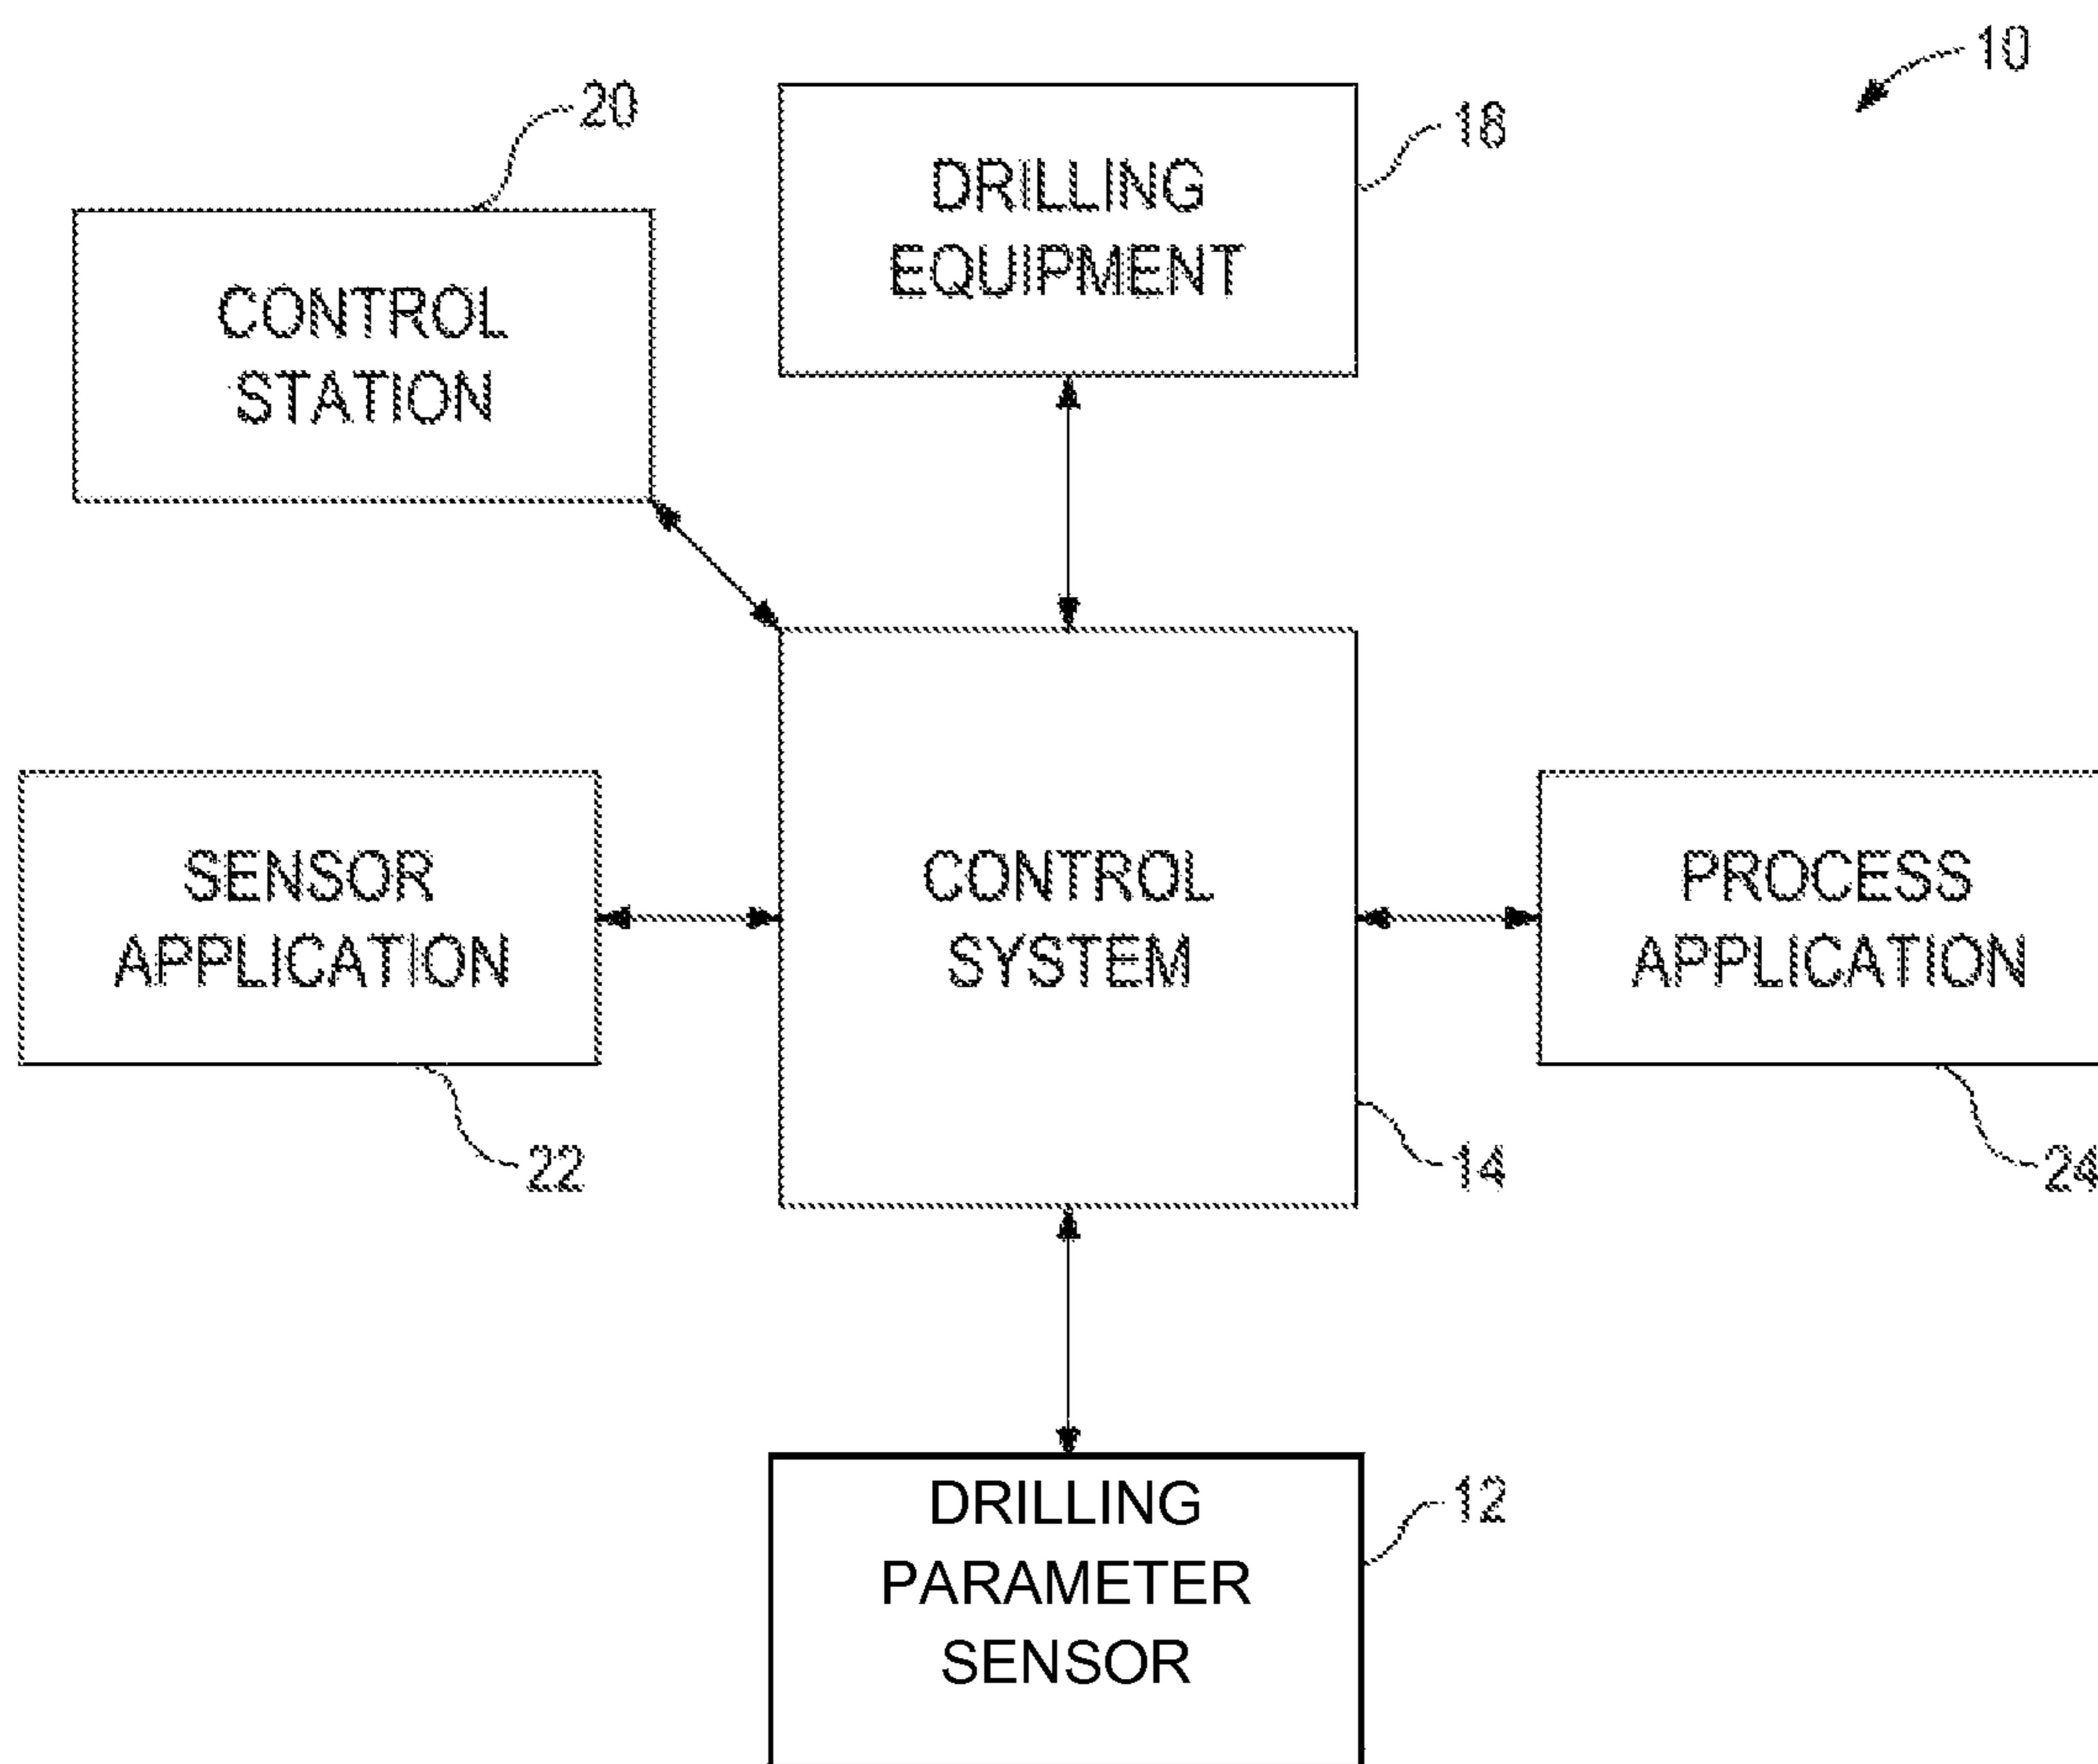 10
20
18
DRILLING
EQUIPMENT
CONTROL
STATION
SENSOR
APPLICATION
CONTROL
SYSTEM
PROCESS
APPLICATION
22
14
24
DRILLING
PARAMETER
SENSOR
12